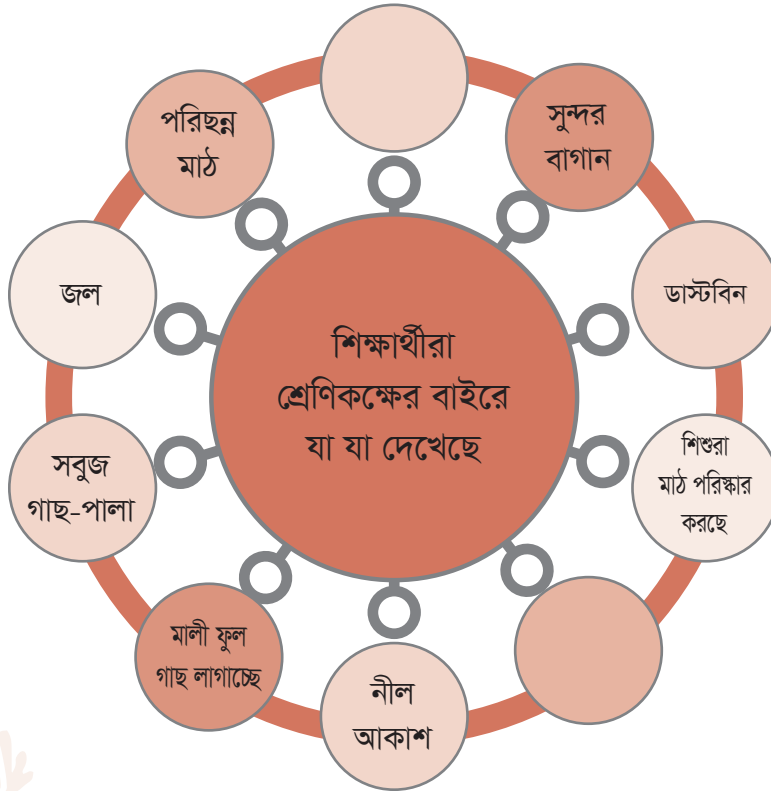 শিক্ষার্থীরা
শ্রেণিকক্ষের বাইরে
যা যা দেখেছে
সুন্দর
বাগান
ডাস্টবিন
শিশুরা
মাঠ পরিস্কার
করছে
নীল
আকাশ
মালী ফুল
গাছ লাগাচ্ছে
সবুজ
গাছ-পালা
জল
পরিছন্ন
মাঠ